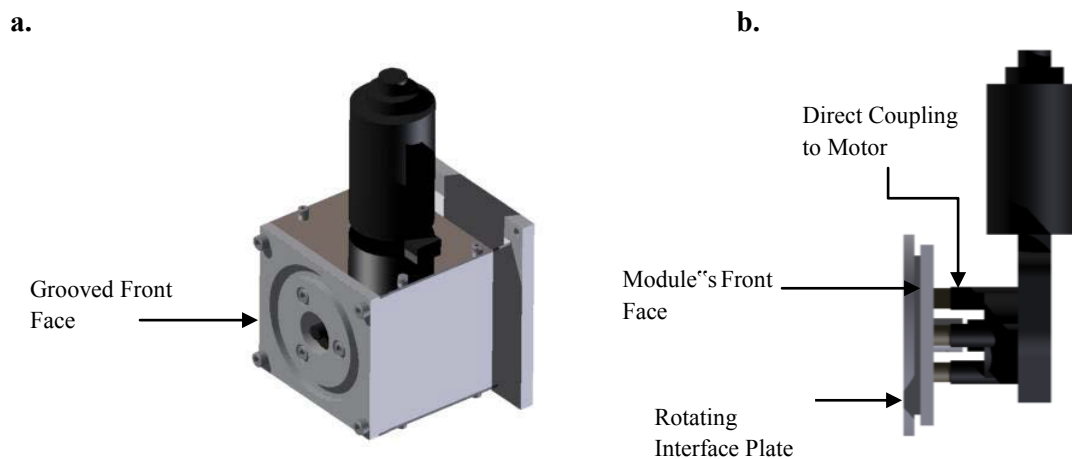 a.
b.
Direct Coupling
to Motor
Grooved Front
Face
Module‟s Front
Face
Rotating
Interface Plate